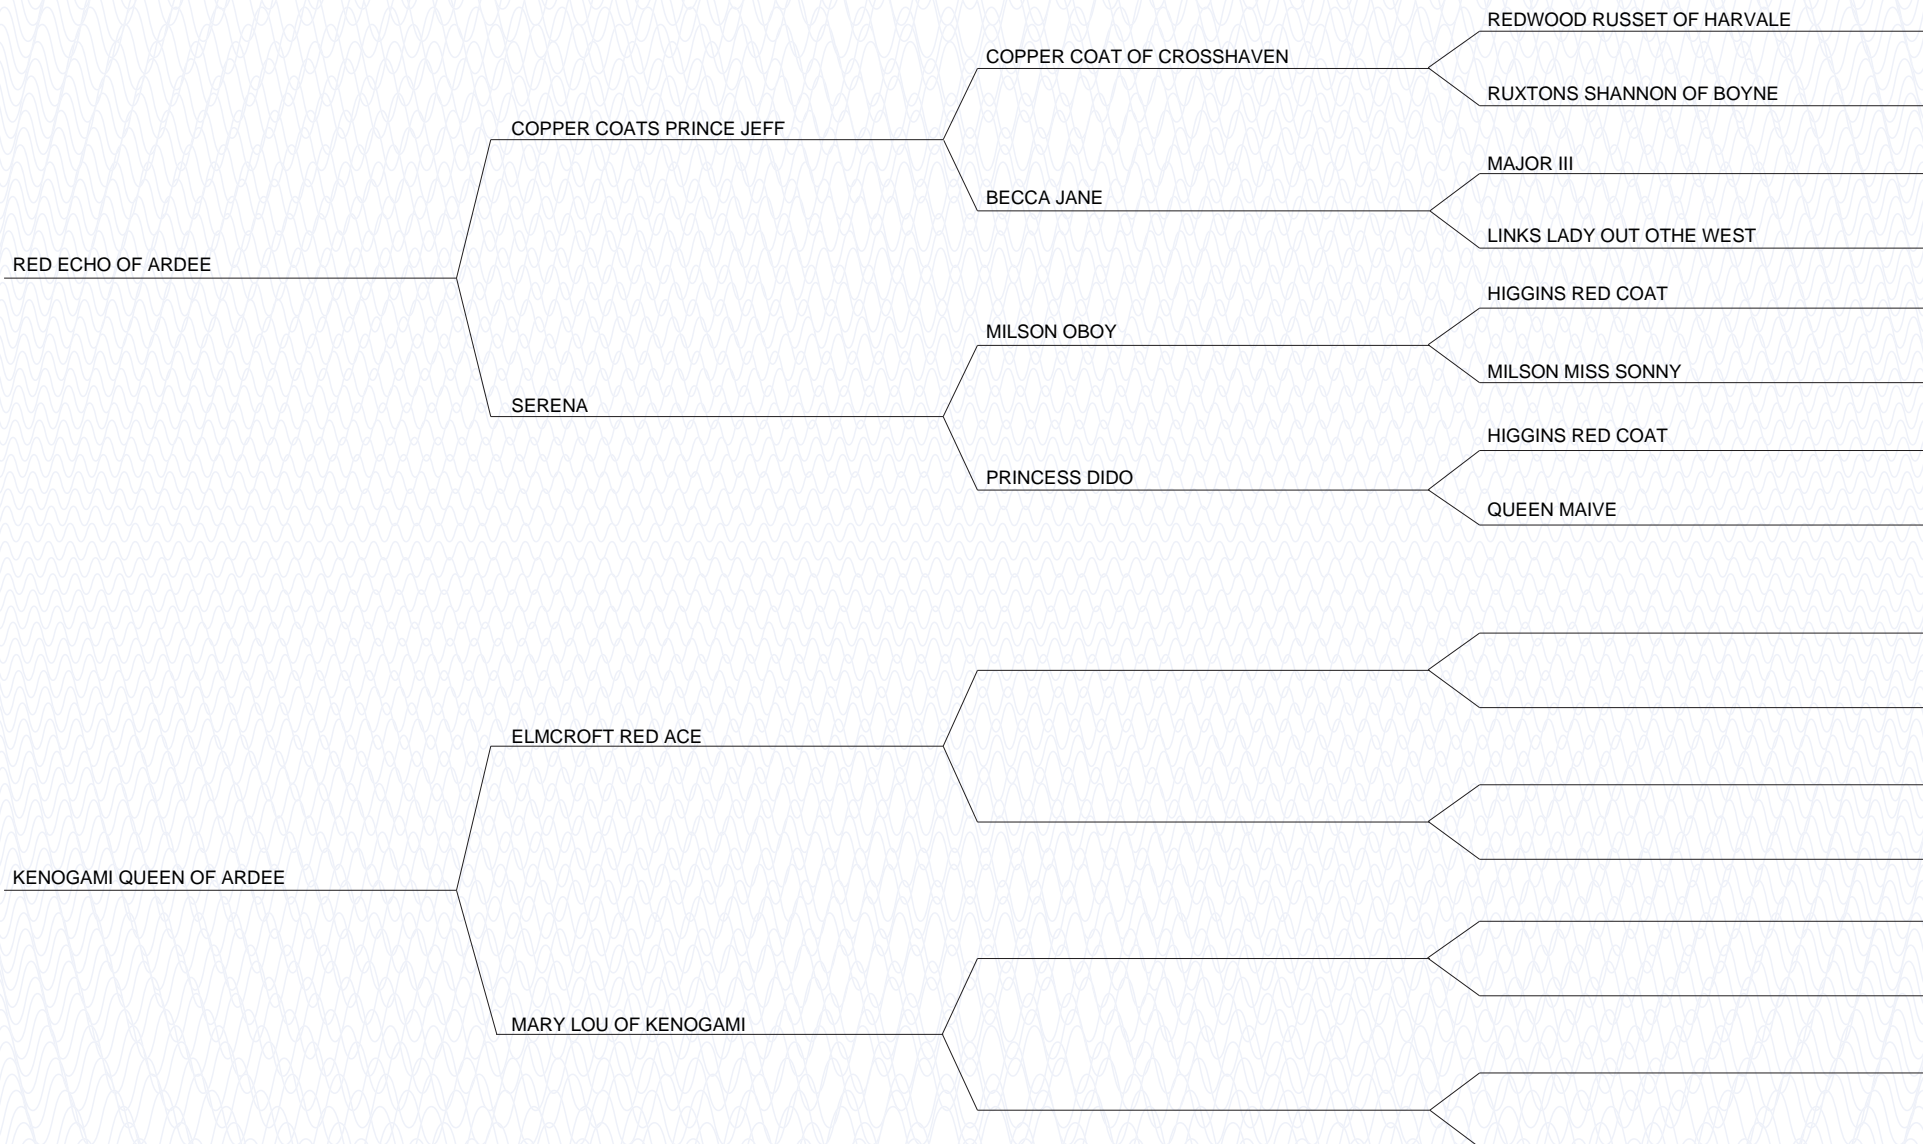 REDWOOD RUSSET OF HARVALE
COPPER COAT OF CROSSHAVEN
RUXTONS SHANNON OF BOYNE
COPPER COATS PRINCE JEFF
MAJOR III
BECCA JANE
LINKS LADY OUT OTHE WEST
RED ECHO OF ARDEE
HIGGINS RED COAT
MILSON OBOY
MILSON MISS SONNY
SERENA
HIGGINS RED COAT
PRINCESS DIDO
QUEEN MAIVE
ELMCROFT RED ACE
KENOGAMI QUEEN OF ARDEE
MARY LOU OF KENOGAMI